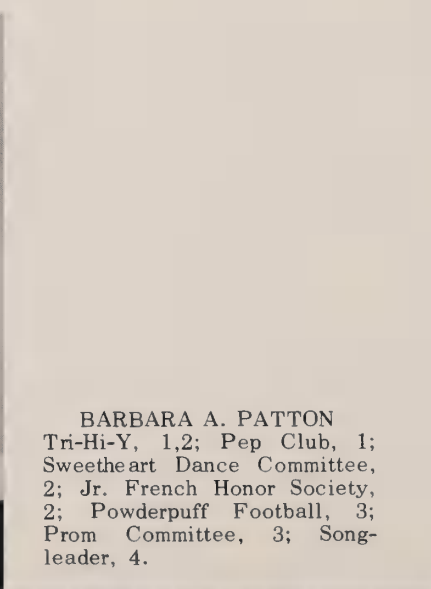 BARBARA A. PATTON
Tri-Hi-Y, 1,2; Pep Club, 1;
Sweetheart Dance Committee,
2; Jr. French Honor Society,
2; Powderpuff Football, 3;
Prom Committee, 3; Song-
leader, 4.